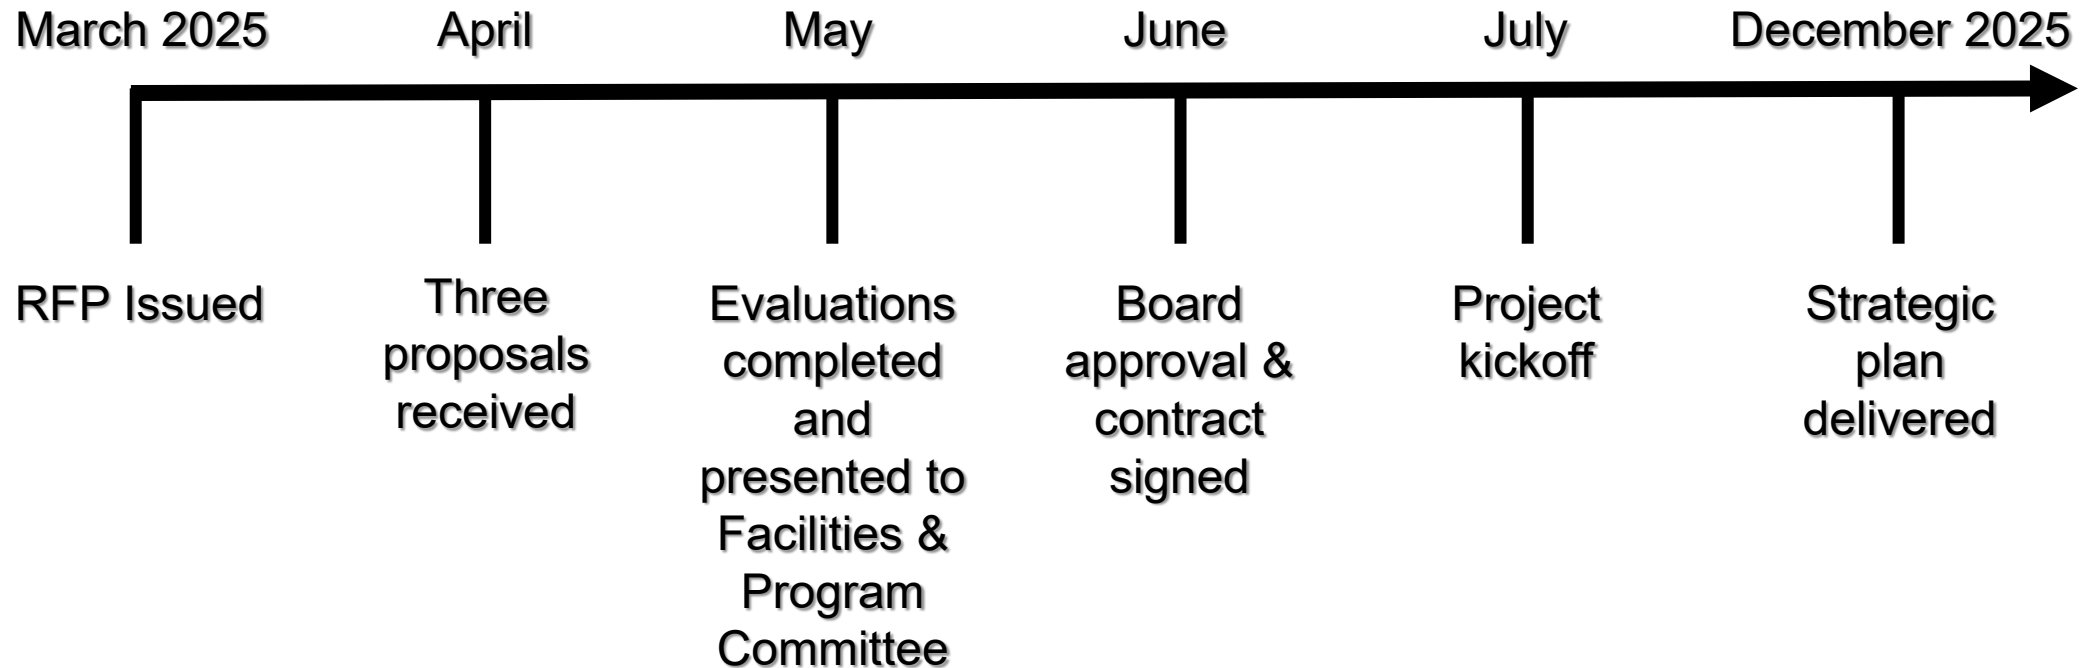 March 2025
April
May
June
July
December 2025
RFP Issued
Three
proposals
received
Evaluations
completed
and
presented to
Facilities &
Program
Committee
Board
approval &
contract
signed
Project
kickoff
Strategic
plan
delivered